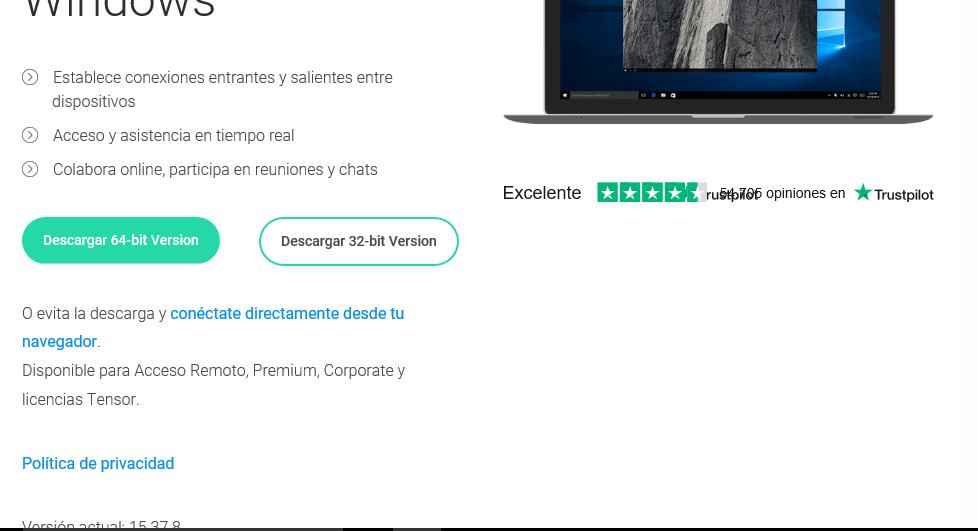 Windows
Establece conexiones entrantes y salientes entre
dispositivos
Acceso y asistencia en tiempo real
Colabora online, participa en reuniones y chats
Descargar 64-bit Version
Descargar 32-bit Version
O evita la descarga y conéctate directamente desde tu
navegador.
Disponible para Acceso Remoto, Premium, Corporate y
licencias Tensor.
Política de privacidad
Versión actual: 15.37.8
Excelente 54.705 opiniones en Trustpilot